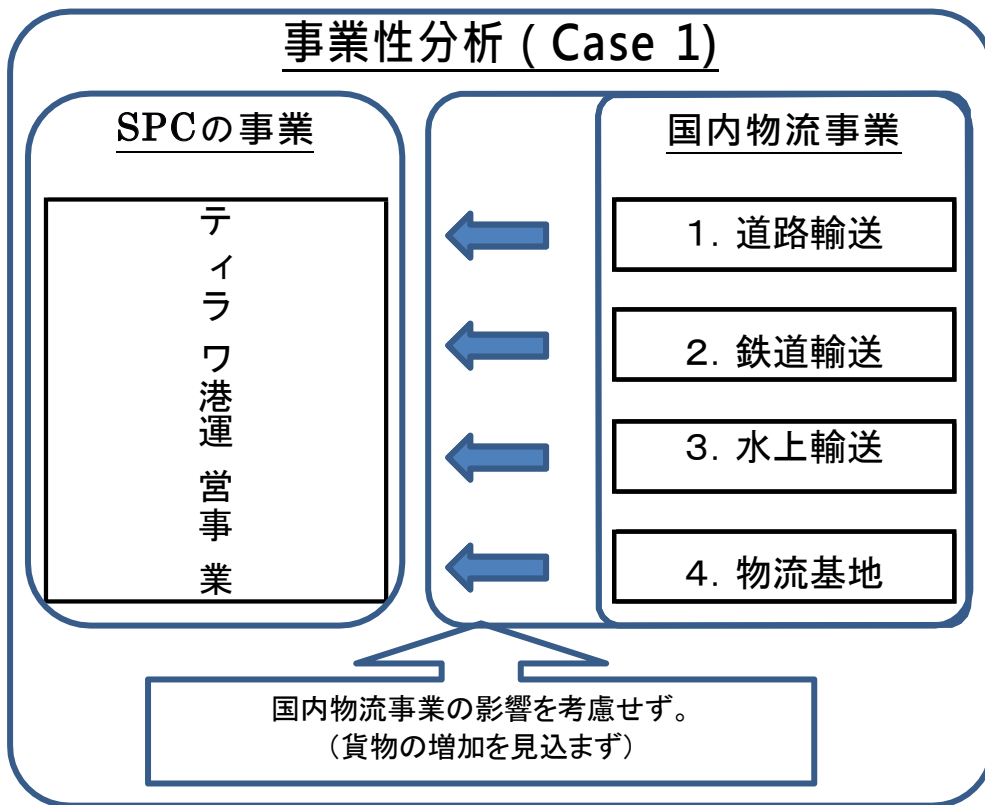 事業性分析 ( Case 1)
SPCの事業
ティラワ港運営事業
国内物流事業
1. 道路輸送
2. 鉄道輸送
3. 水上輸送
4. 物流基地
国内物流事業の影響を考慮せず。
（貨物の増加を見込まず）